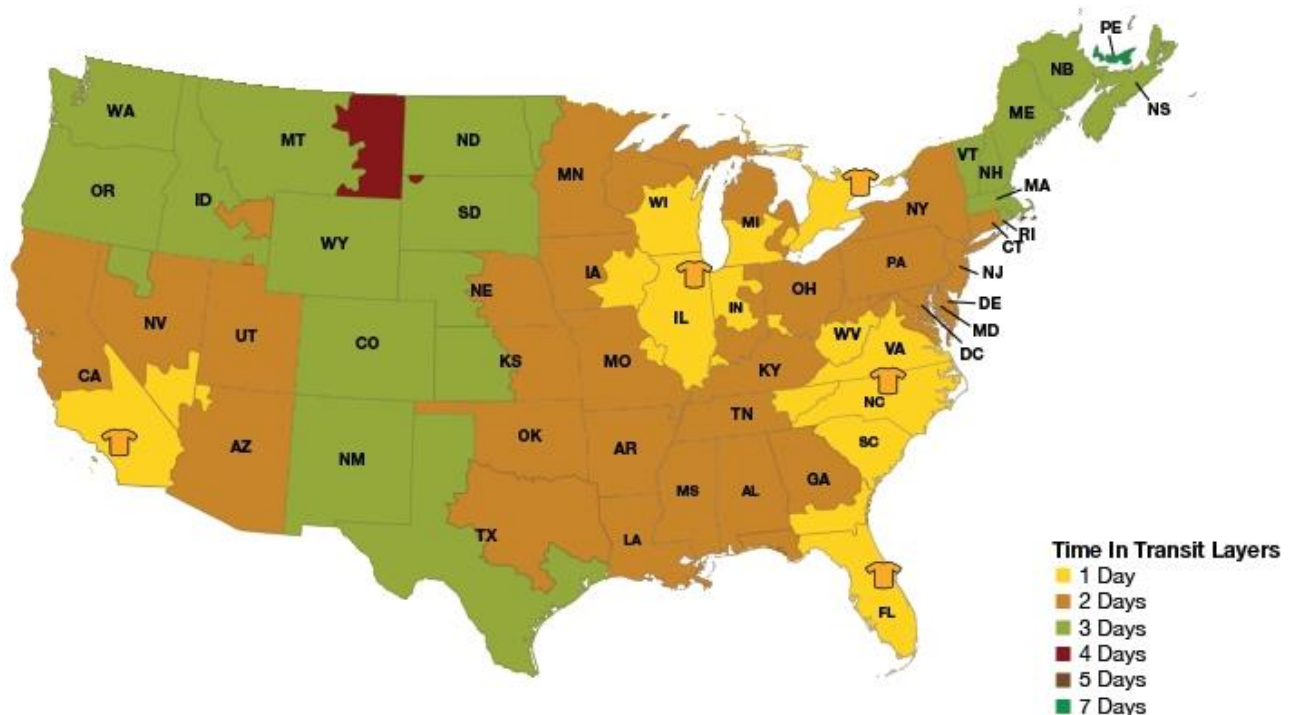 PE
NB
WA
NS
ME
MT
ND
VT
MN
NH
OR
ID
MA
WI
NY
SD
MI
RI
WY
CT
PA
IA
NJ
NE
OH
DE
IN
IL
NV
MD
UT
WV
CO
VA
DC
MO
KS
KY
CA
NC
TN
OK
SC
AZ
AR
NM
GA
MS
AL
TX
LA
FL
Time In Transit Layers
1 Day
2 Days
3 Days
4 Days
5 Days
7 Days